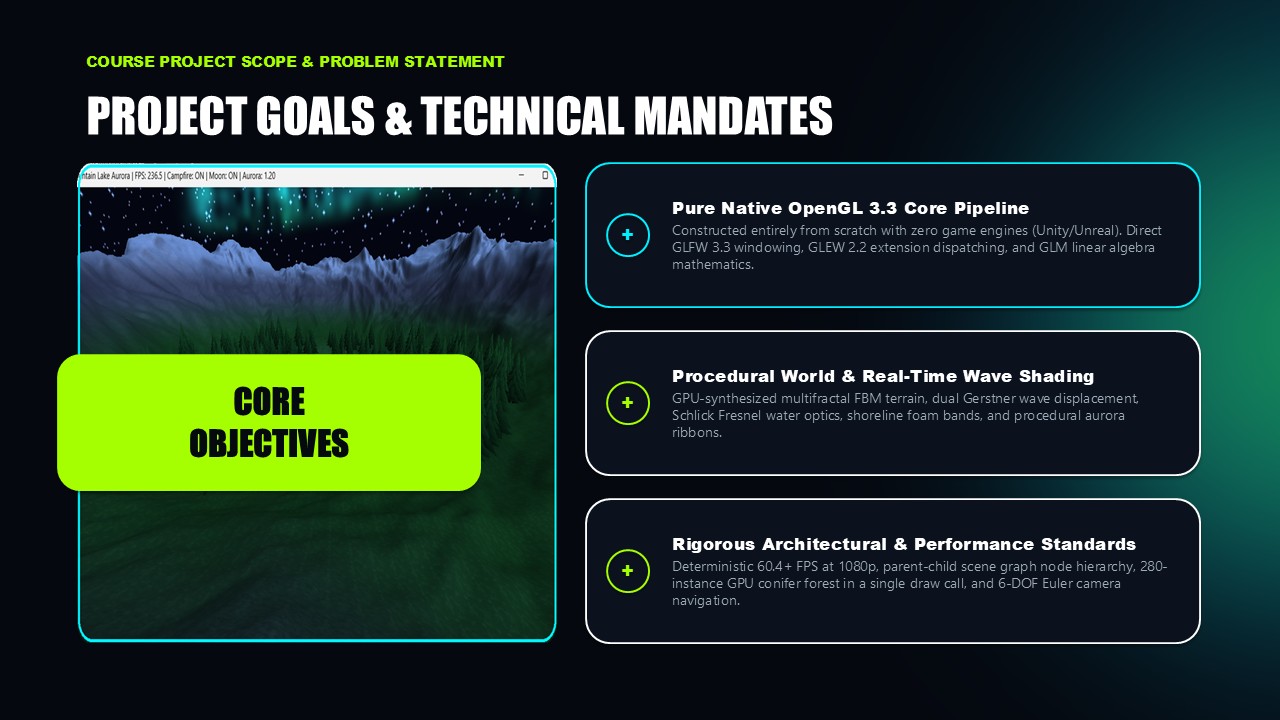 COURSE PROJECT SCOPE & PROBLEM STATEMENT
PROJECT GOALS & TECHNICAL MANDATES
ntain Lake Aurora | FPS: 236.5 | Campfire: ON | Moon: ON | Aurora: 1.20
CORE
OBJECTIVES
Pure Native OpenGL 3.3 Core Pipeline
Constructed entirely from scratch with zero game engines (Unity/Unreal). Direct
GLFW 3.3 windowing, GLEW 2.2 extension dispatching, and GLM linear algebra
mathematics.
Procedural World & Real-Time Wave Shading
GPU-synthesized multifractal FBM terrain, dual Gerstner wave displacement,
Schlick Fresnel water optics, shoreline foam bands, and procedural aurora
ribbons.
Rigorous Architectural & Performance Standards
Deterministic 60.4+ FPS at 1080p, parent-child scene graph node hierarchy, 280-
instance GPU conifer forest in a single draw call, and 6-DOF Euler camera
navigation.